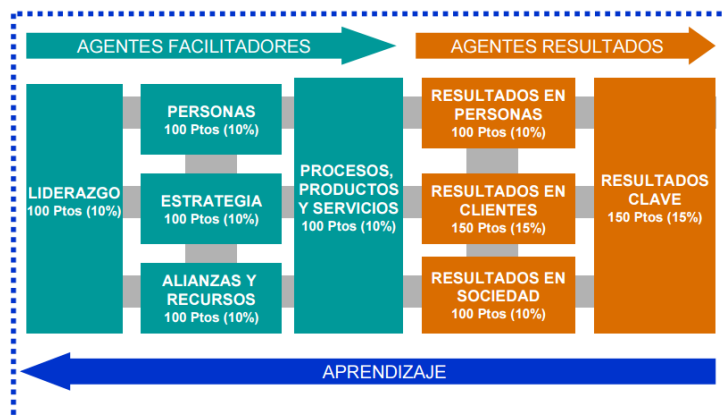 AGENTES FACILITADORES
AGENTES RESULTADOS
LIDERAZGO
100 Ptos (10%)
PERSONAS
100 Ptos (10%)
ESTRATEGIA
100 Ptos (10%)
ALIANZAS Y
RECURSOS
100 Ptos (10%)
PROCESOS,
PRODUCTOS
Y SERVICIOS
100 Ptos (10%)
RESULTADOS EN
PERSONAS
100 Ptos (10%)
RESULTADOS EN
CLIENTES
150 Ptos (15%)
RESULTADOS EN
SOCIEDAD
100 Ptos (10%)
RESULTADOS
CLAVE
150 Ptos (15%)
APRENDIZAJE